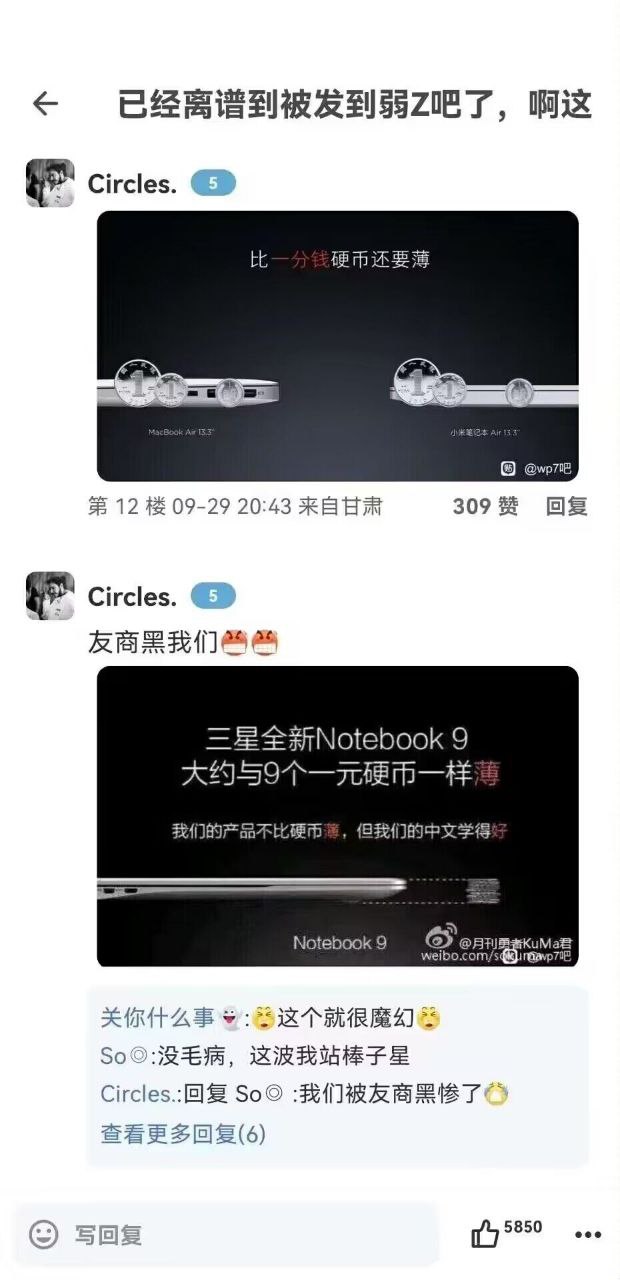 已经离谱到被发到弱Z吧了，啊这
Circles.
5
比一分钱硬币还要薄
MacBook Air 13.3"
小米笔记本 Air 13.3"
贴 @wp7吧
第 12 楼 09-29 20:43 来自甘肃
309 赞 回复
Circles.
5
友商黑我们
三星全新Notebook 9
大约与9个一元硬币一样薄
我们的产品不比硬币薄，但我们的中文学得好
Notebook 9
@月刊勇者KuMa君
@wp7吧
关你什么事👻:这个就很魔幻
So◎:没毛病，这波我站棒子星
Circles.:回复 So◎ :我们被友商黑惨了
查看更多回复(6)
写回复
5850